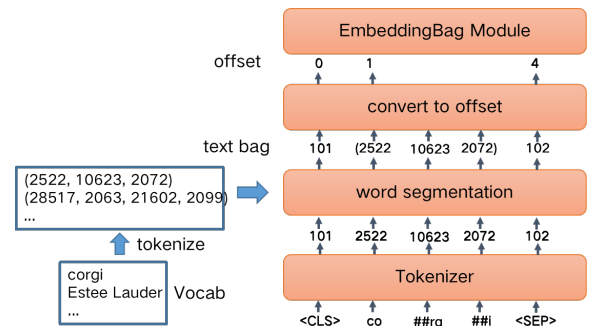 EmbeddingBag Module
offset 0 1 4
convert to offset
text bag 101 (2522 10623 2072) 102
(2522, 10623, 2072)
(28517, 2063, 21602, 2099)
...
word segmentation
tokenize
101 2522 10623 2072 102
corgi
Estee Lauder
...
Vocab
Tokenizer
<CLS> co ##rg ##i <SEP>